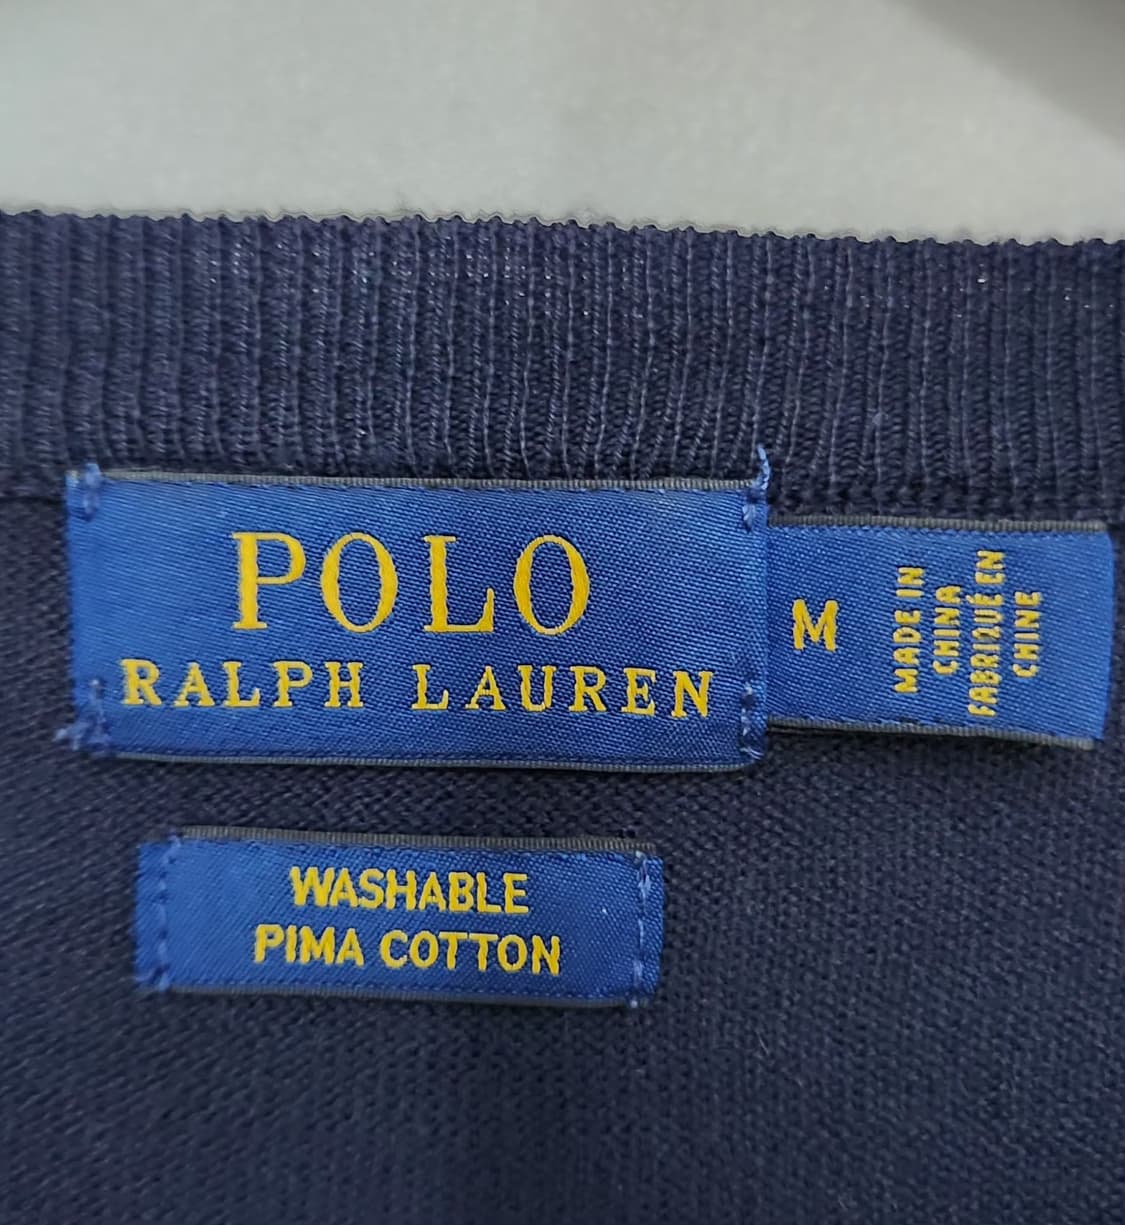 POLO
RALPH LAUREN
M
MADE IN
CHINA
FABRIQUÉ EN
CHINE
WASHABLE
PIMA COTTON